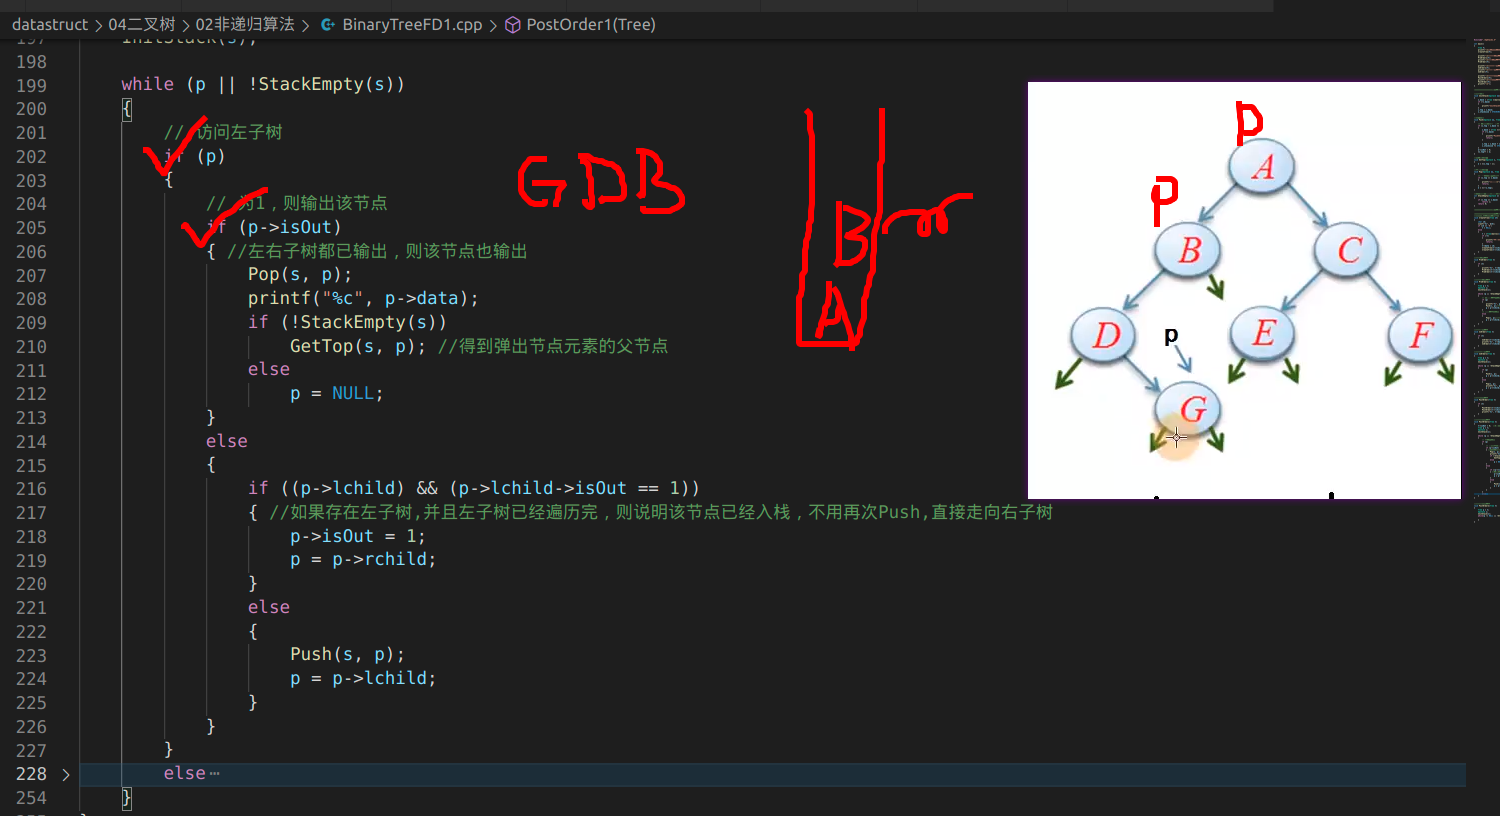 datastruct > 04二叉树 > 02非递归算法 > BinaryTreeFD1.cpp > PostOrder1(Tree)
197 InitStack(s);
198
199 while (p || !StackEmpty(s))
200 {
201 // 访问左子树
202 if (p)
203 {
204 // 为1，则输出该节点
205 if (p->isOut)
206 { //左右子树都已输出，则该节点也输出
207 Pop(s, p);
208 printf("%c", p->data);
209 if (!StackEmpty(s))
210 GetTop(s, p); //得到弹出节点元素的父节点
211 else
212 p = NULL;
213 }
214 else
215 {
216 if ((p->lchild) && (p->lchild->isOut == 1))
217 { //如果存在左子树,并且左子树已经遍历完，则说明该节点已经入栈，不用再次Push,直接走向右子树
218 p->isOut = 1;
219 p = p->rchild;
220 }
221 else
222 {
223 Push(s, p);
224 p = p->lchild;
225 }
226 }
227 }
228 else…
254 }
GDB
B
A
P
A
P
B
C
D
p
E
F
G